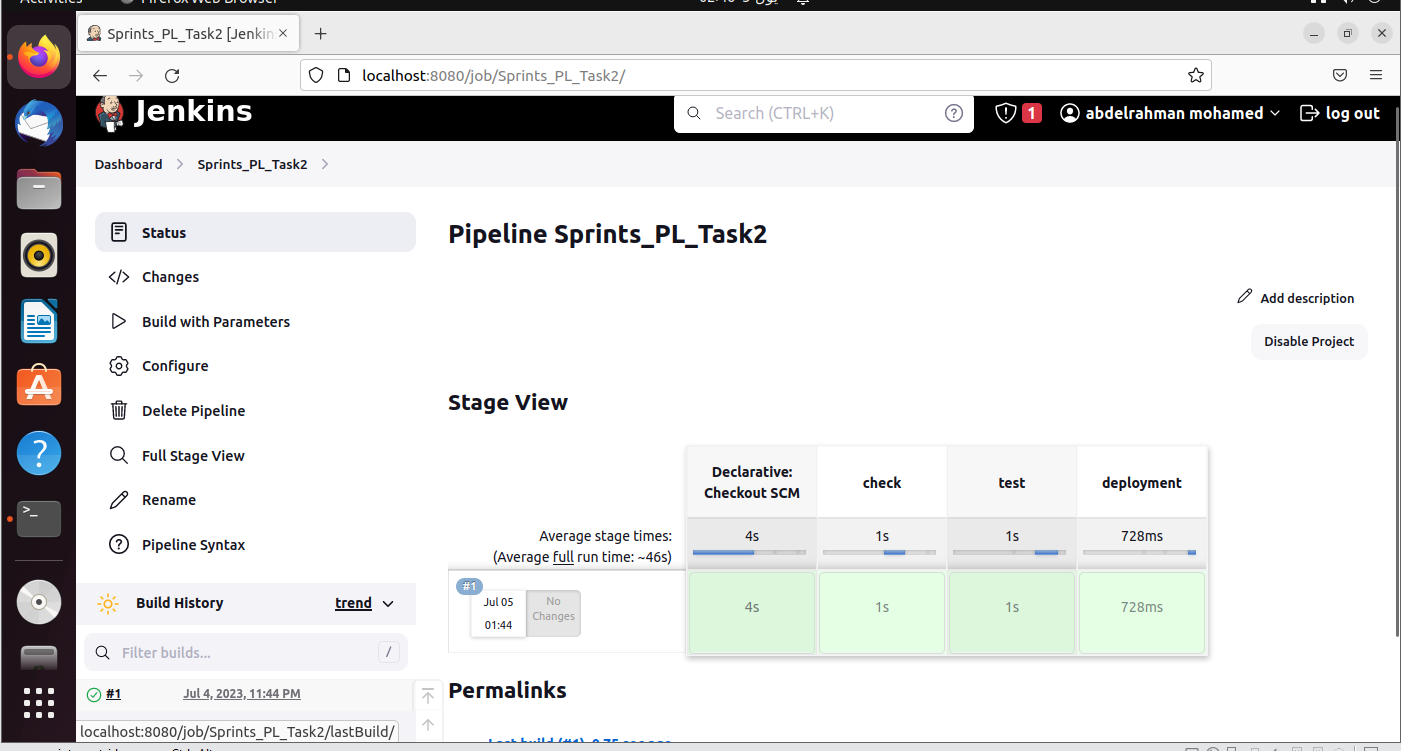 Activities
Firefox Web Browser
Sprints_PL_Task2 [Jenkin
localhost:8080/job/Sprints_PL_Task2/
Jenkins
Search (CTRL+K)
?
1
abdelrahman mohamed
log out
Dashboard
Sprints_PL_Task2
Status
Changes
Build with Parameters
Configure
Delete Pipeline
Full Stage View
Rename
Pipeline Syntax
Build History
trend
Filter builds...
/
#1
Jul 4, 2023, 11:44 PM
localhost:8080/job/Sprints_PL_Task2/lastBuild/
Pipeline Sprints_PL_Task2
Add description
Disable Project
Stage View
Declarative:
Checkout SCM
check
test
deployment
Average stage times:
(Average full run time: ~46s)
4s
1s
1s
728ms
#1
Jul 05
01:44
No
Changes
4s
1s
1s
728ms
Permalinks